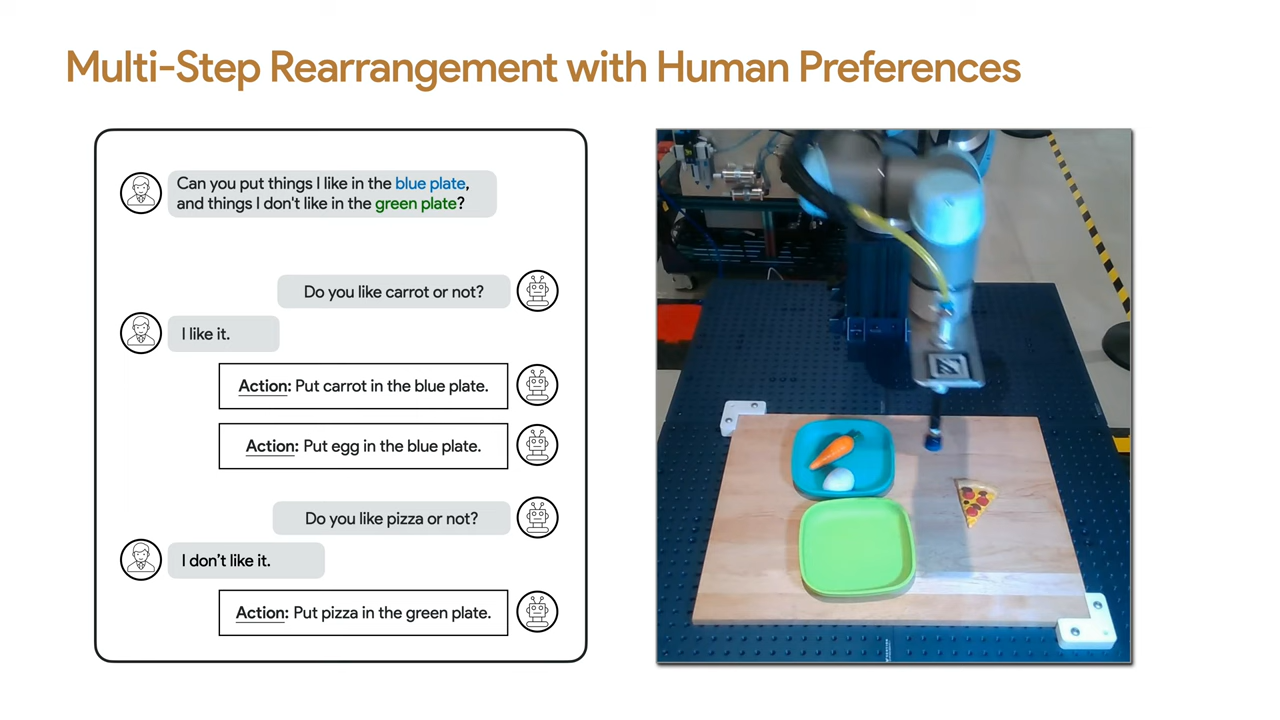 Multi-Step Rearrangement with Human Preferences
Can you put things I like in the blue plate,
and things I don't like in the green plate?
Do you like carrot or not?
I like it.
Action: Put carrot in the blue plate.
Action: Put egg in the blue plate.
Do you like pizza or not?
I don’t like it.
Action: Put pizza in the green plate.